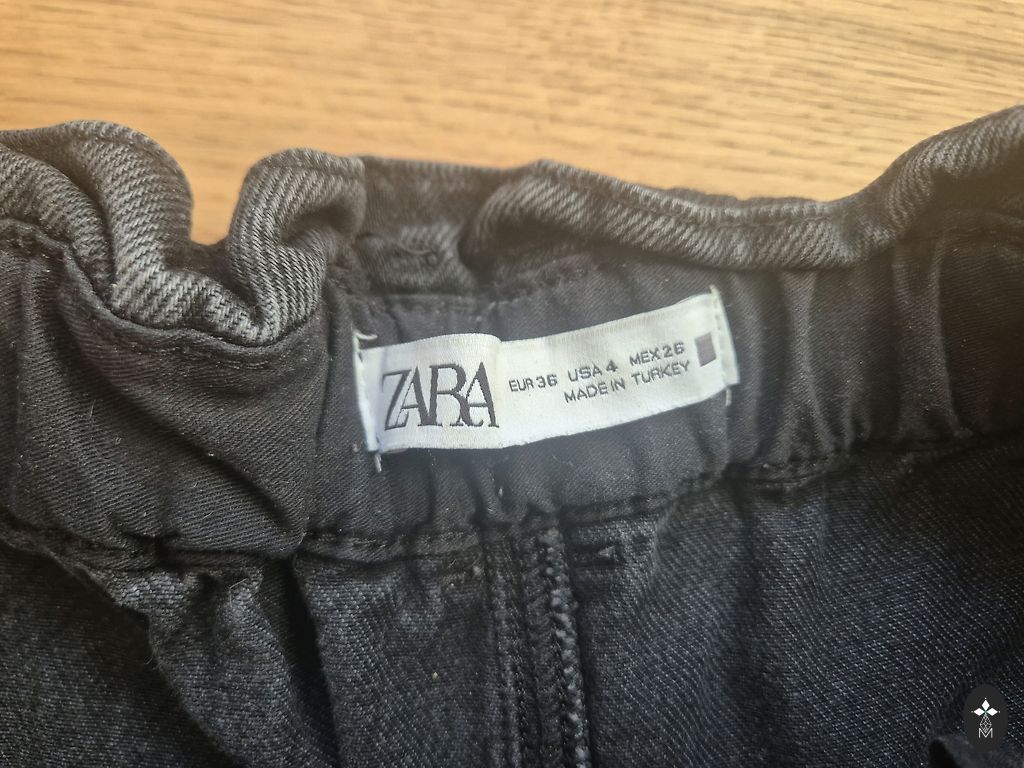 ZARA
EUR 36 USA 4 MEX 26
MADE IN TURKEY
M